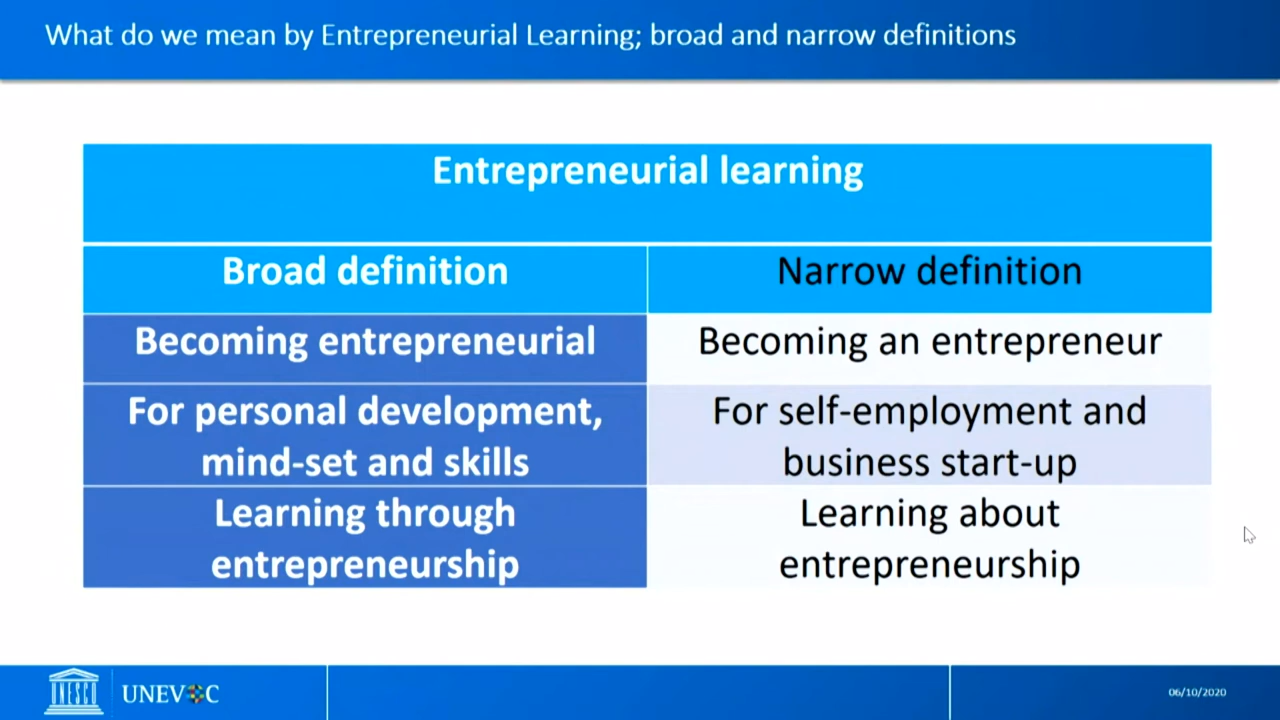 What do we mean by Entrepreneurial Learning; broad and narrow definitions
Entrepreneurial learning
Broad definition
Narrow definition
Becoming entrepreneurial
Becoming an entrepreneur
For personal development,
mind-set and skills
For self-employment and
business start-up
Learning through
entrepreneurship
Learning about
entrepreneurship
UNESCO
UNEVOC
06/10/2020